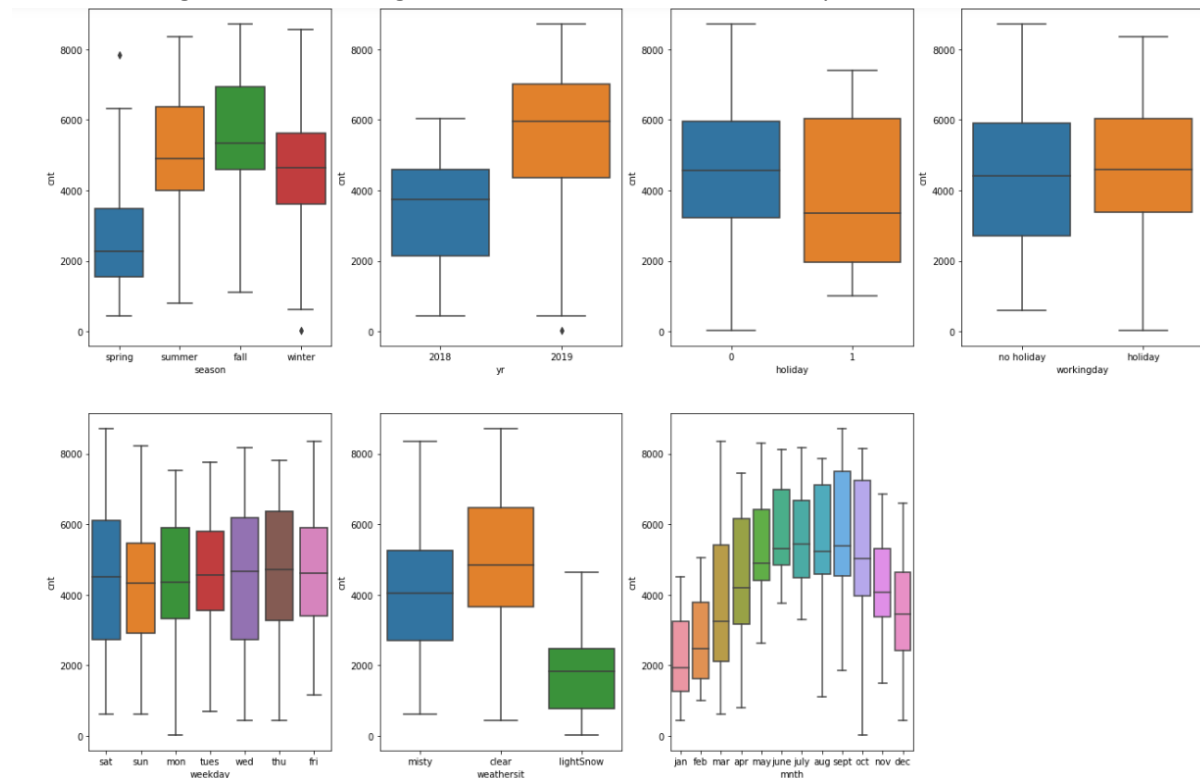 8000
6000
4000
2000
0
cnt
spring summer fall winter
season
8000
6000
4000
2000
0
cnt
2018 2019
yr
8000
6000
4000
2000
0
cnt
0 1
holiday
8000
6000
4000
2000
0
cnt
no holiday holiday
workingday
8000
6000
4000
2000
0
cnt
sat sun mon tues wed thu fri
weekday
8000
6000
4000
2000
0
cnt
misty clear lightSnow
weathersit
8000
6000
4000
2000
0
cnt
jan feb mar apr may june july aug sept oct nov dec
mnth